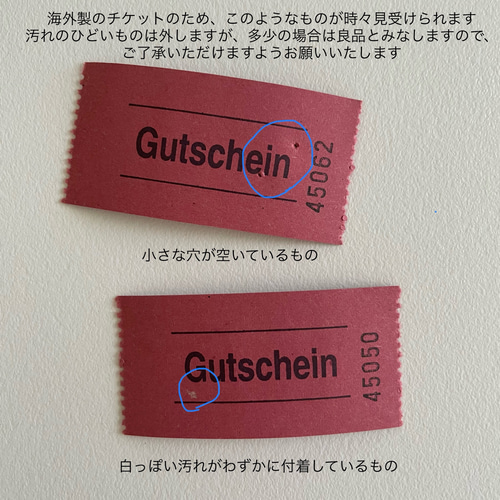 海外製のチケットのため、このようなものが時々見受けられます
汚れのひどいものは外しますが、多少の場合は良品とみなしますので、
ご了承いただけますようお願いいたします
Gutschein
45062
小さな穴が空いているもの
Gutschein
45050
白っぽい汚れがわずかに付着しているもの